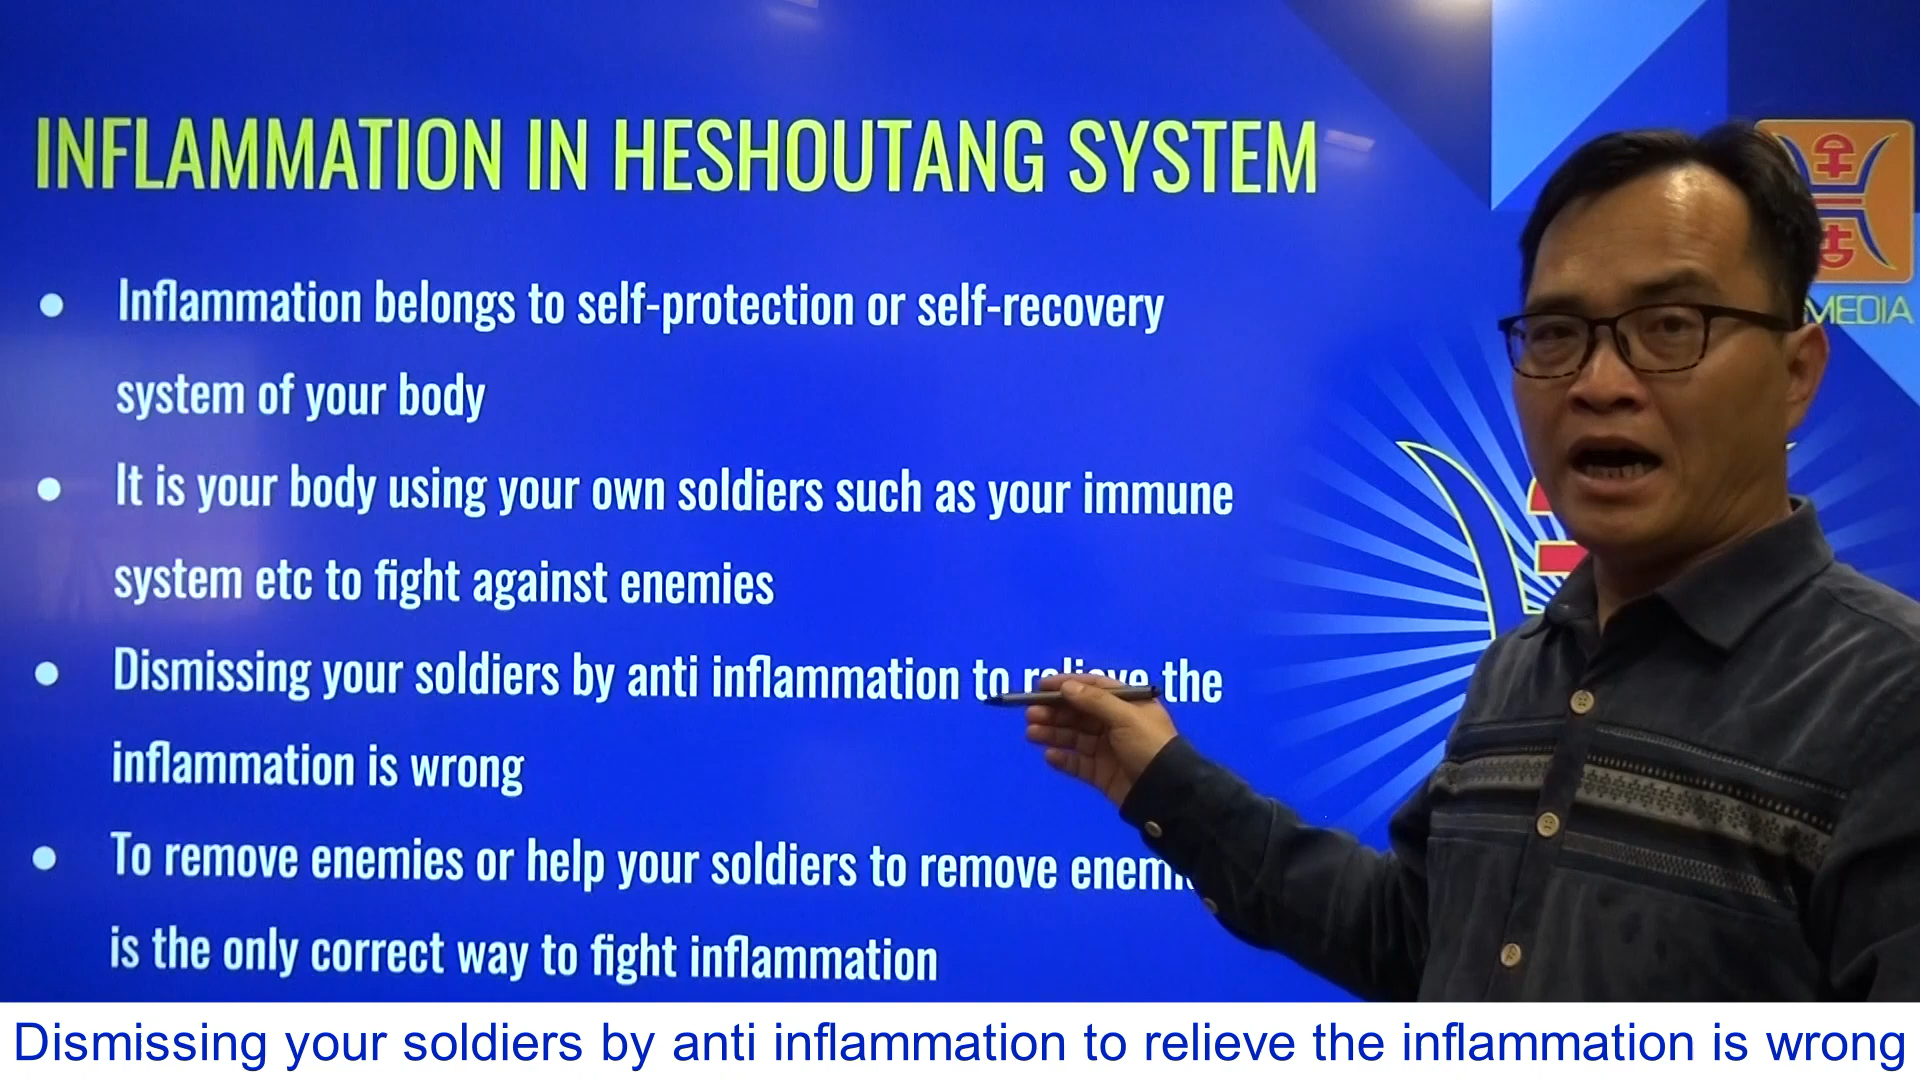 INFLAMMATION IN HESHOUTANG SYSTEM
MEDIA
● Inflammation belongs to self-protection or self-recovery
system of your body
● It is your body using your own soldiers such as your immune
system etc to fight against enemies
● Dismissing your soldiers by anti inflammation to relieve the
inflammation is wrong
● To remove enemies or help your soldiers to remove
is the only correct way to fight inflammation
Dismissing your soldiers by anti inflammation to relieve the inflammation is wrong